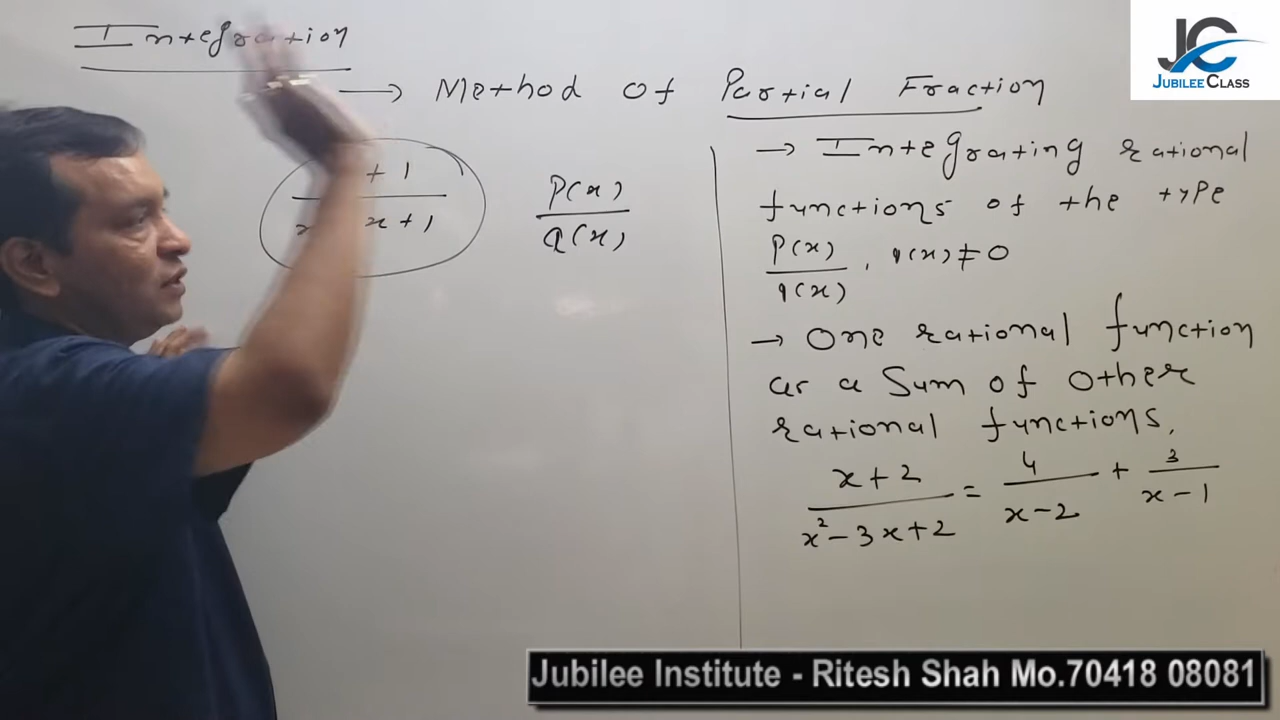 Integration
→ Method of Partial Fraction
+ 1
x + 1
P(x)
Q(x)
→ Integrating rational
functions of the type
P(x)
, q(x) ≠ 0
q(x)
→ One rational function
as a Sum of other
rational functions.
x + 2 = 4 + 3
x² - 3x + 2 x - 2 x - 1
JC
JUBILEE CLASS
Jubilee Institute - Ritesh Shah Mo.70418 08081